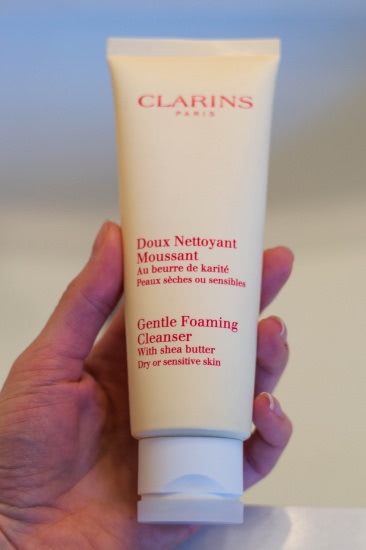 CLARINS
PARIS
Doux Nettoyant
Moussant
Au beurre de karité
Peaux sèches ou sensibles
Gentle Foaming
Cleanser
With shea butter
Dry or sensitive skin